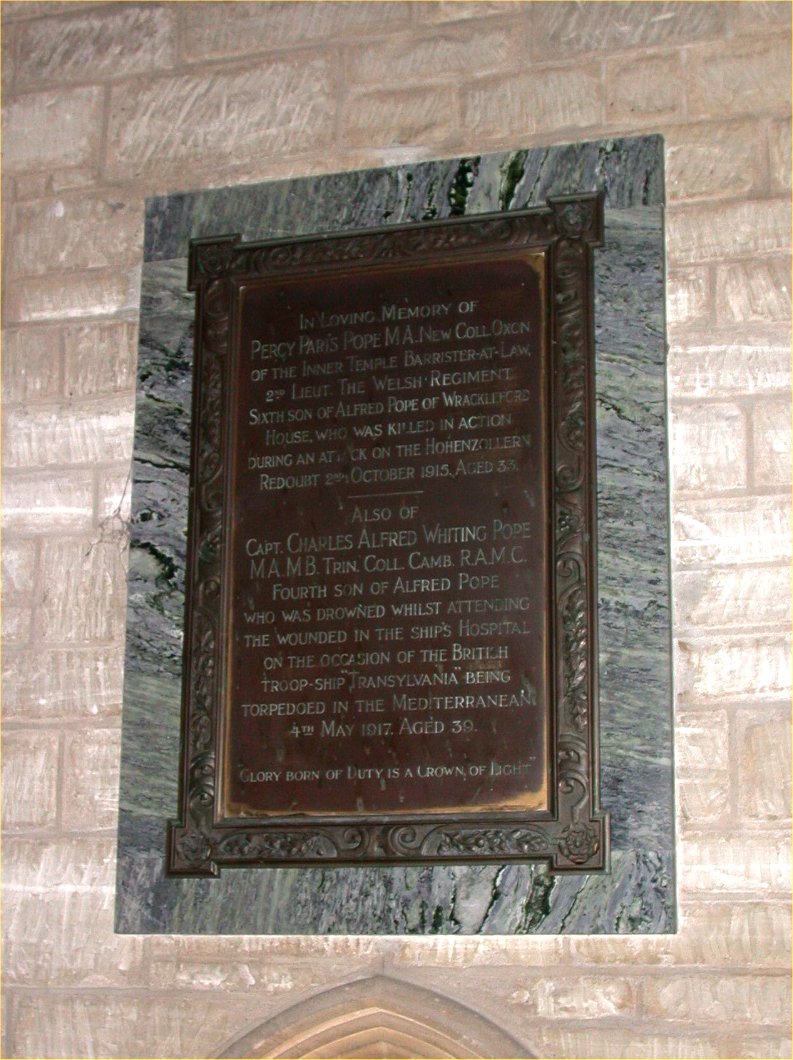 IN LOVING MEMORY OF
PERCY PARIS POPE M.A. NEW COLL. OXON
OF THE INNER TEMPLE BARRISTER-AT-LAW,
2ND LIEUT. THE WELSH REGIMENT
SIXTH SON OF ALFRED POPE OF WRACKLEFORD
HOUSE, WHO WAS KILLED IN ACTION
DURING AN ATTACK ON THE HOHENZOLLERN
REDOUBT 2ND OCTOBER 1915, AGED 33.
ALSO OF
CAPT. CHARLES ALFRED WHITING POPE
M.A. M.B. TRIN. COLL. CAMB. R.A.M.C.
FOURTH SON OF ALFRED POPE
WHO WAS DROWNED WHILST ATTENDING
THE WOUNDED IN THE SHIP'S HOSPITAL
ON THE OCCASION OF THE BRITISH
TROOP-SHIP "TRANSYLVANIA" BEING
TORPEDOED IN THE MEDITERRANEAN
4TH MAY 1917, AGED 39.
"GLORY BORN OF DUTY IS A CROWN OF LIGHT"